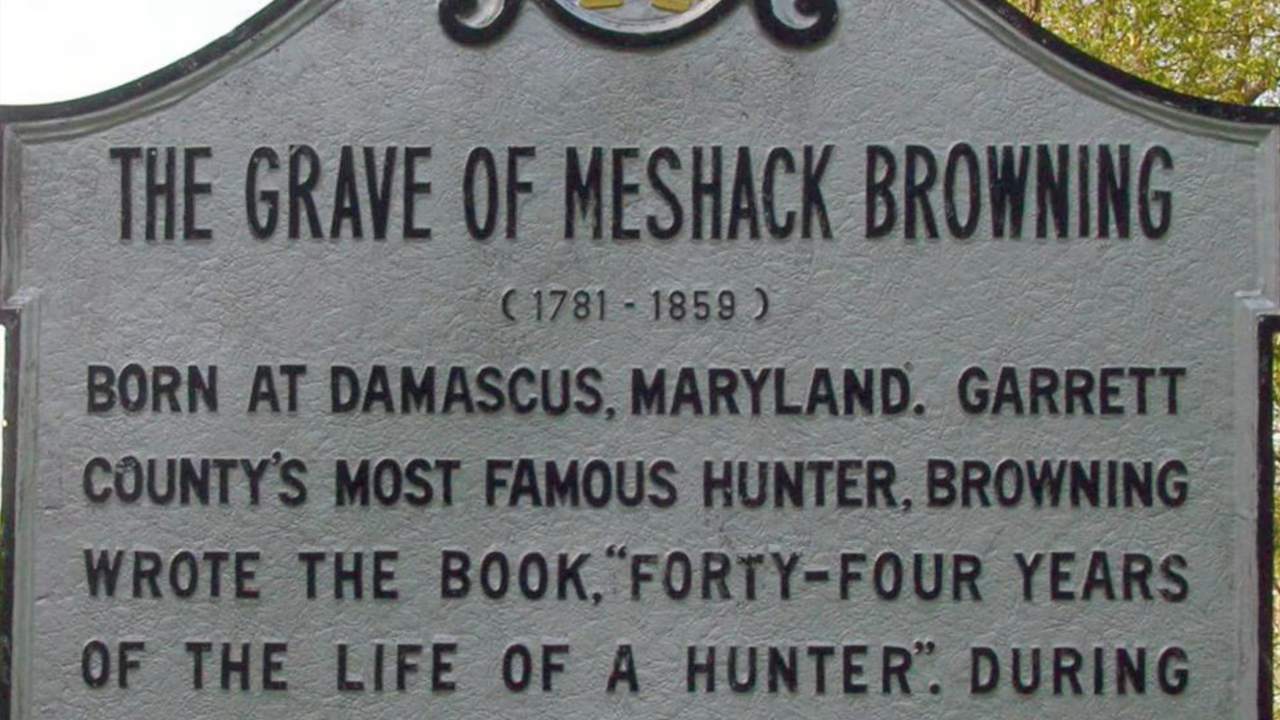 THE GRAVE OF MESHACK BROWNING
( 1781 - 1859 )
BORN AT DAMASCUS, MARYLAND. GARRETT
COUNTY'S MOST FAMOUS HUNTER, BROWNING
WROTE THE BOOK, "FORTY-FOUR YEARS
OF THE LIFE OF A HUNTER". DURING